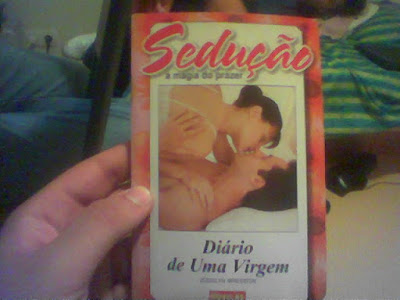 Sedução
a magia do prazer
Diário
de Uma Virgem